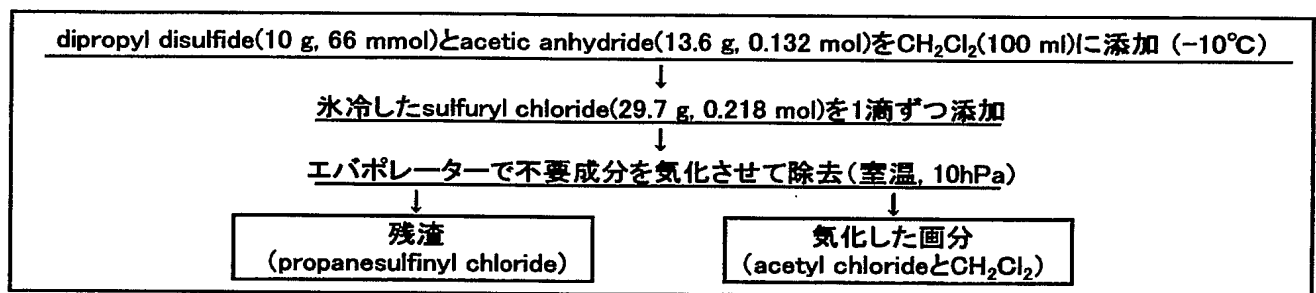 dipropyl disulfide(10 g, 66 mmol)とacetic anhydride(13.6 g, 0.132 mol)をCH₂Cl₂(100 ml)に添加 (-10℃)
↓
氷冷したsulfuryl chloride(29.7 g, 0.218 mol)を1滴ずつ添加
↓
エバポレーターで不要成分を気化させて除去(室温, 10hPa)
↓ ↓
残渣
(propanesulfinyl chloride)
気化した画分
(acetyl chlorideとCH₂Cl₂)